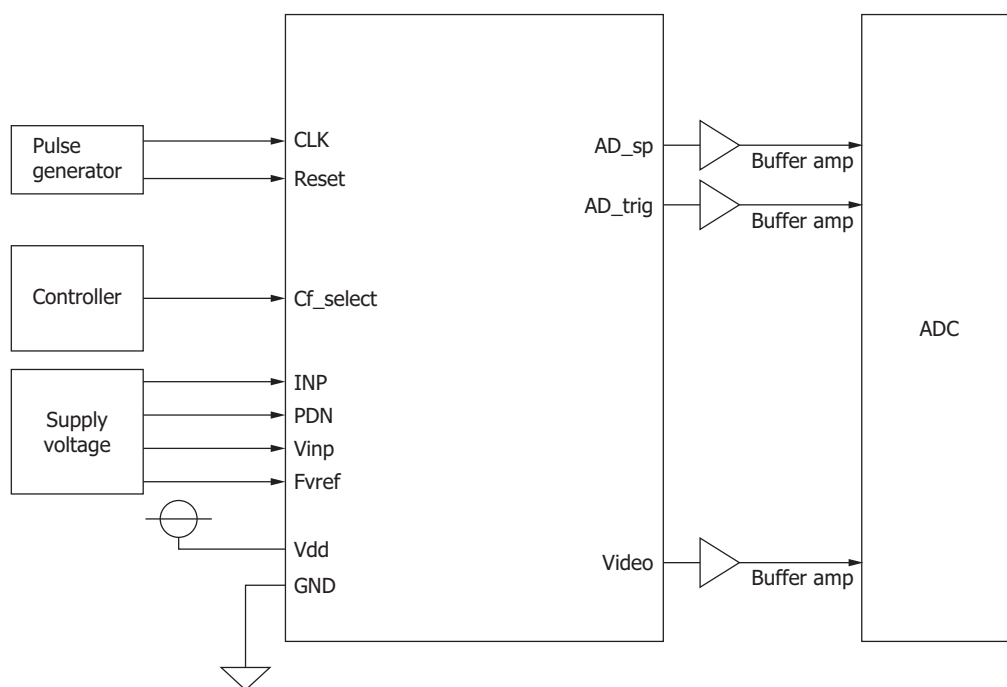 Pulse
generator
CLK
Reset
Controller
Cf_select
Supply
voltage
INP
PDN
Vinp
Fvref
Vdd
GND
AD_sp
Buffer amp
AD_trig
Buffer amp
Video
Buffer amp
ADC